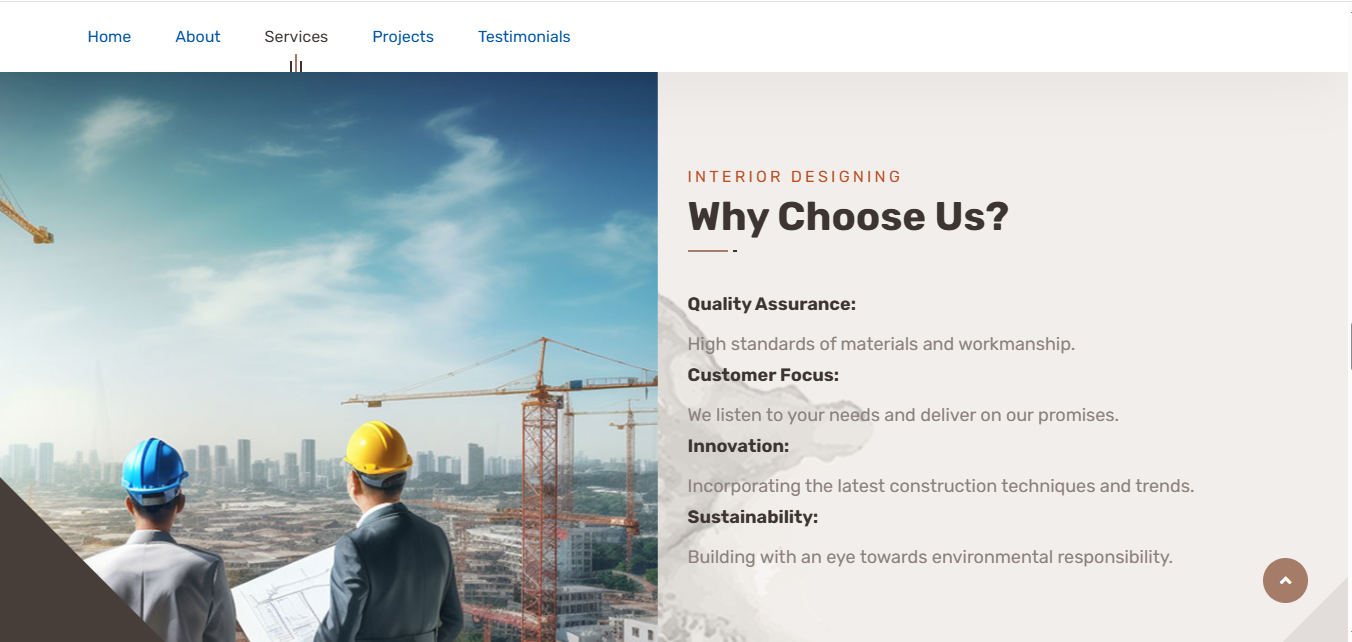 Home About Services Projects Testimonials
INTERIOR DESIGNING
Why Choose Us?
Quality Assurance:
High standards of materials and workmanship.
Customer Focus:
We listen to your needs and deliver on our promises.
Innovation:
Incorporating the latest construction techniques and trends.
Sustainability:
Building with an eye towards environmental responsibility.